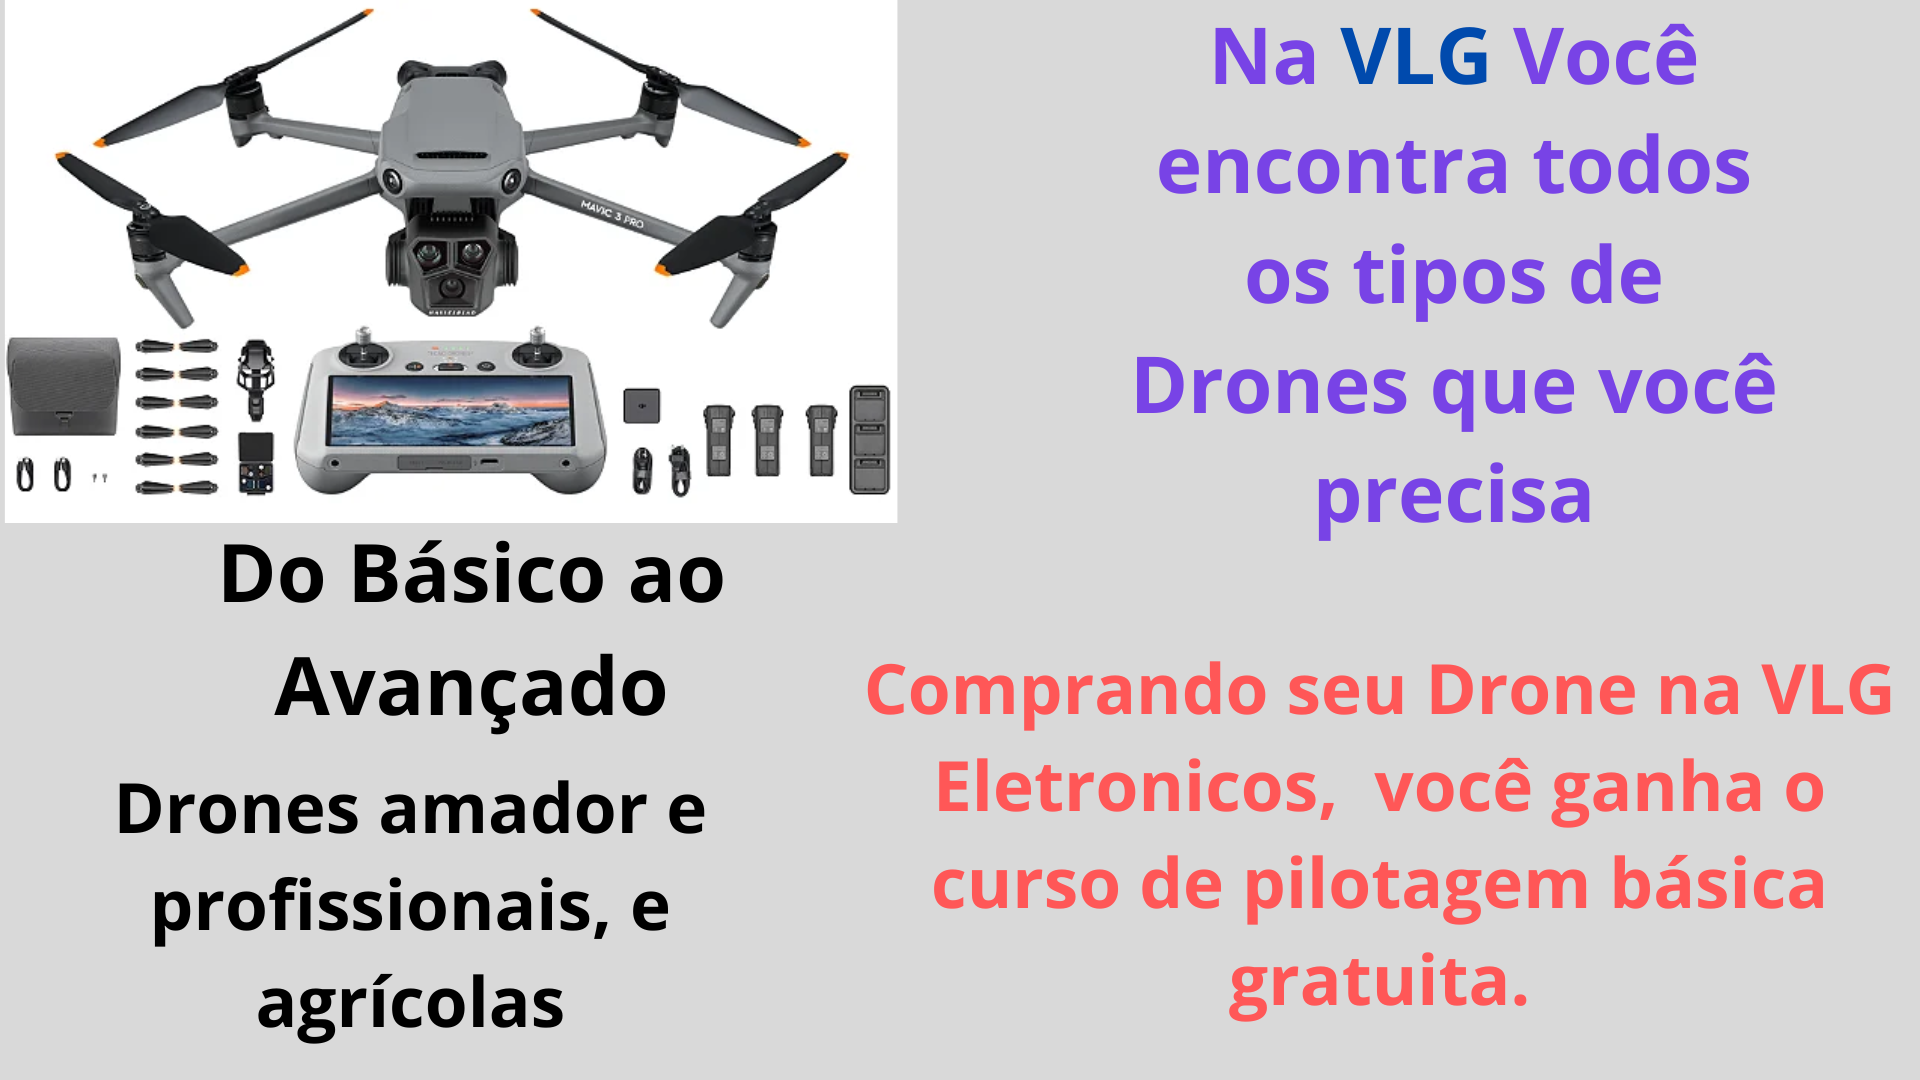 MAVIC 3 PRO
HASSELBLAD
Na VLG Você
encontra todos
os tipos de
Drones que você
precisa
Do Básico ao
Avançado
Drones amador e
profissionais, e
agrícolas
Comprando seu Drone na VLG
Eletronicos,  você ganha o
curso de pilotagem básica
gratuita.